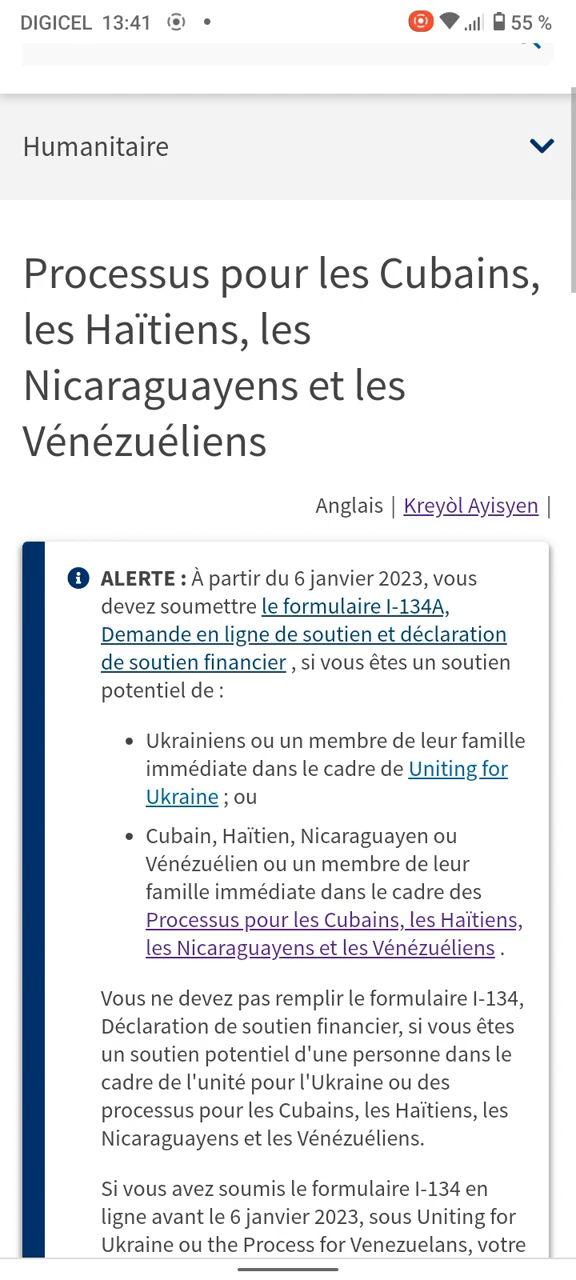 DIGICEL 13:41 55 %
Humanitaire
Processus pour les Cubains,
les Haïtiens, les
Nicaraguayens et les
Vénézuéliens
Anglais | Kreyòl Ayisyen |
ALERTE : À partir du 6 janvier 2023, vous
devez soumettre le formulaire I-134A,
Demande en ligne de soutien et déclaration
de soutien financier , si vous êtes un soutien
potentiel de :
• Ukrainiens ou un membre de leur famille
immédiate dans le cadre de Uniting for
Ukraine ; ou
• Cubain, Haïtien, Nicaraguayen ou
Vénézuélien ou un membre de leur
famille immédiate dans le cadre des
Processus pour les Cubains, les Haïtiens,
les Nicaraguayens et les Vénézuéliens .
Vous ne devez pas remplir le formulaire I-134,
Déclaration de soutien financier, si vous êtes
un soutien potentiel d'une personne dans le
cadre de l'unité pour l'Ukraine ou des
processus pour les Cubains, les Haïtiens, les
Nicaraguayens et les Vénézuéliens.
Si vous avez soumis le formulaire I-134 en
ligne avant le 6 janvier 2023, sous Uniting for
Ukraine ou the Process for Venezuelans, votre